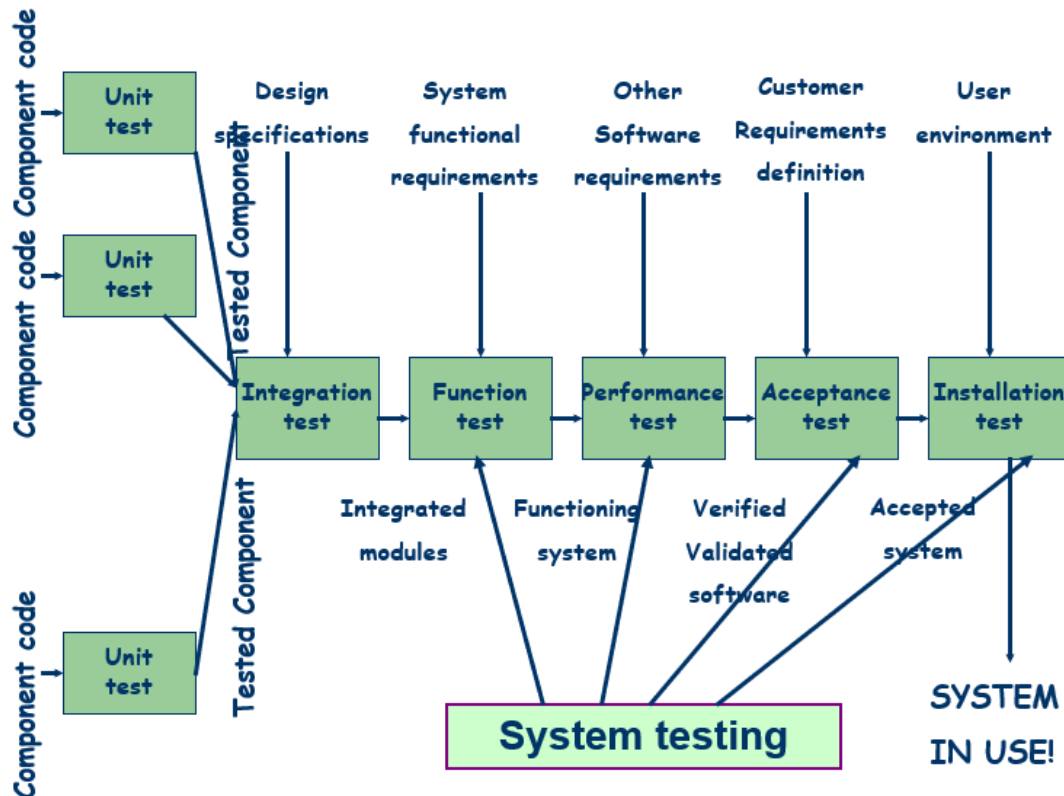 Component code
Component code
Component code
Unit
test
Unit
test
Unit
test
Tested Component
Tested Component
Design
specifications
System
functional
requirements
Other
Software
requirements
Customer
Requirements
definition
User
environment
Integration
test
Function
test
Performance
test
Acceptance
test
Installation
test
Integrated
modules
Functioning
system
Verified
Validated
software
Accepted
system
System testing
SYSTEM
IN USE!